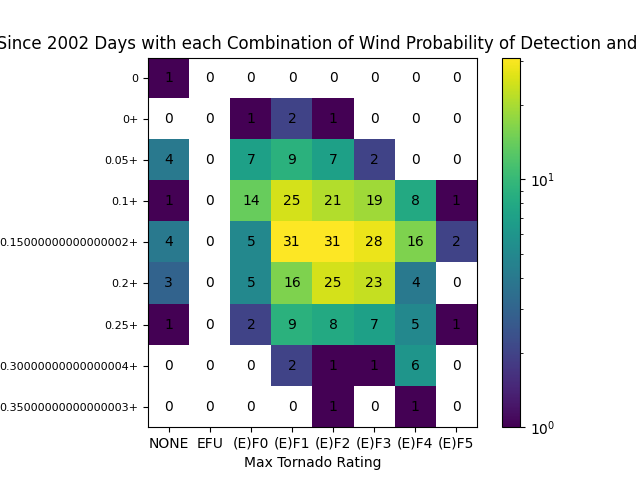 Since 2002 Days with each Combination of Wind Probability of Detection and
0 1 0 0 0 0 0 0 0
0+ 0 0 1 2 1 0 0 0
0.05+ 4 0 7 9 7 2 0 0
0.1+ 1 0 14 25 21 19 8 1 10¹
0.15000000000000002+ 4 0 5 31 31 28 16 2
0.2+ 3 0 5 16 25 23 4 0
0.25+ 1 0 2 9 8 7 5 1
0.30000000000000004+ 0 0 0 2 1 1 6 0
0.35000000000000003+ 0 0 0 0 1 0 1 0
10⁰
NONE EFU (E)F0 (E)F1 (E)F2 (E)F3 (E)F4 (E)F5
Max Tornado Rating